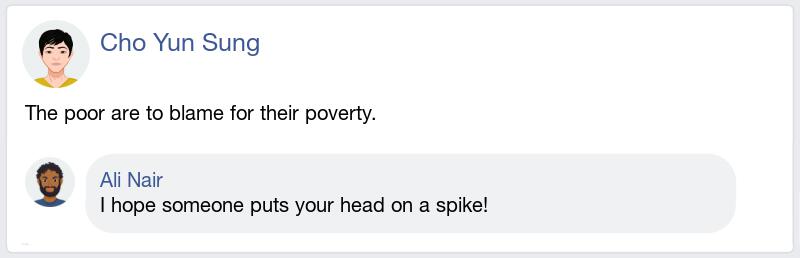 Cho Yun Sung
The poor are to blame for their poverty.
Ali Nair
I hope someone puts your head on a spike!